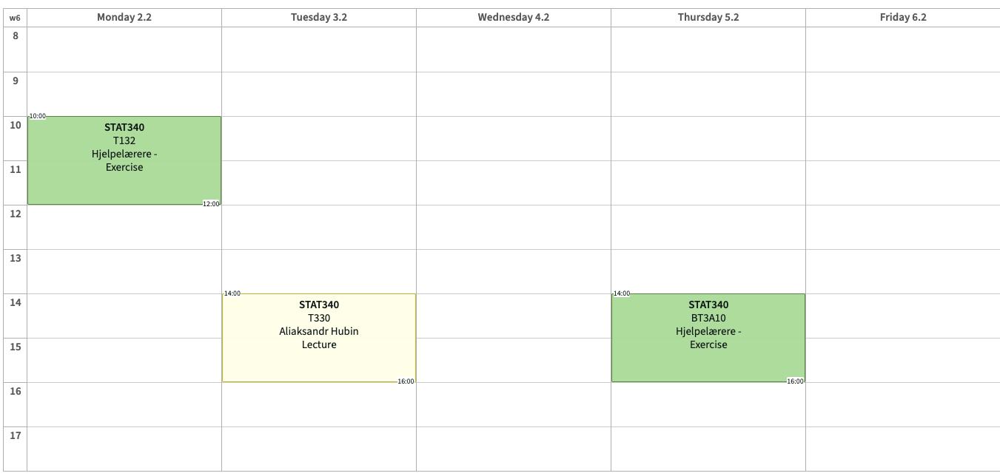 w6 Monday 2.2 Tuesday 3.2 Wednesday 4.2 Thursday 5.2 Friday 6.2
8
9
10:00
10
STAT340
T132
Hjelpelærere -
11
Exercise
12:00
12
13
14:00
14:00
14
STAT340
T330
Aliaksandr Hubin
Lecture
STAT340
BT3A10
Hjelpelærere -
Exercise
15
16:00
16:00
16
17